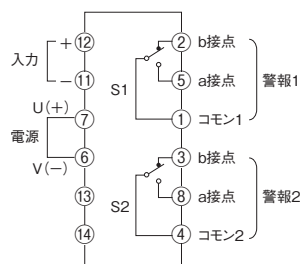 入力
+ ⑫
− ⑪
U(+) ⑦
電源
V(−) ⑥
⑬
⑭
S1
② b接点
⑤ a接点
① コモン1
警報1
S2
③ b接点
⑧ a接点
④ コモン2
警報2